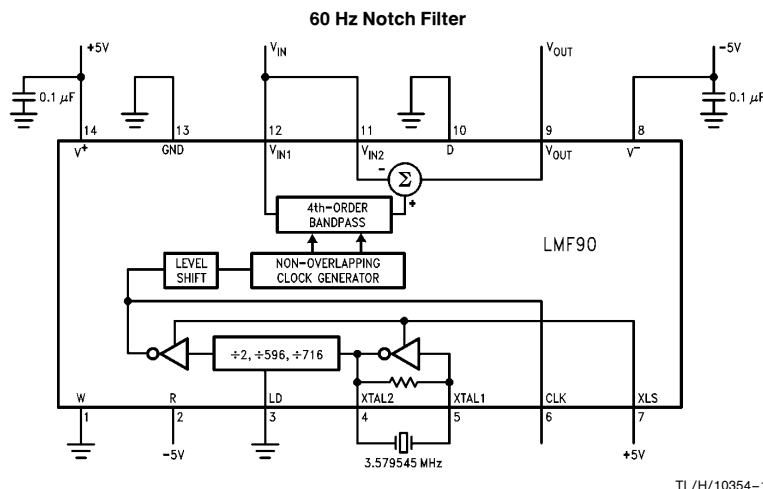 60 Hz Notch Filter
+5V
V_IN
V_OUT
-5V
0.1 µF
0.1 µF
14
13
12
11
10
9
8
V+
GND
V_IN1
V_IN2
D
V_OUT
V-
-
Σ
+
4th-ORDER
BANDPASS
LMF90
LEVEL
SHIFT
NON-OVERLAPPING
CLOCK GENERATOR
÷2, ÷596, ÷716
W
R
LD
XTAL2
XTAL1
CLK
XLS
1
2
3
4
5
6
7
-5V
3.579545 MHz
+5V